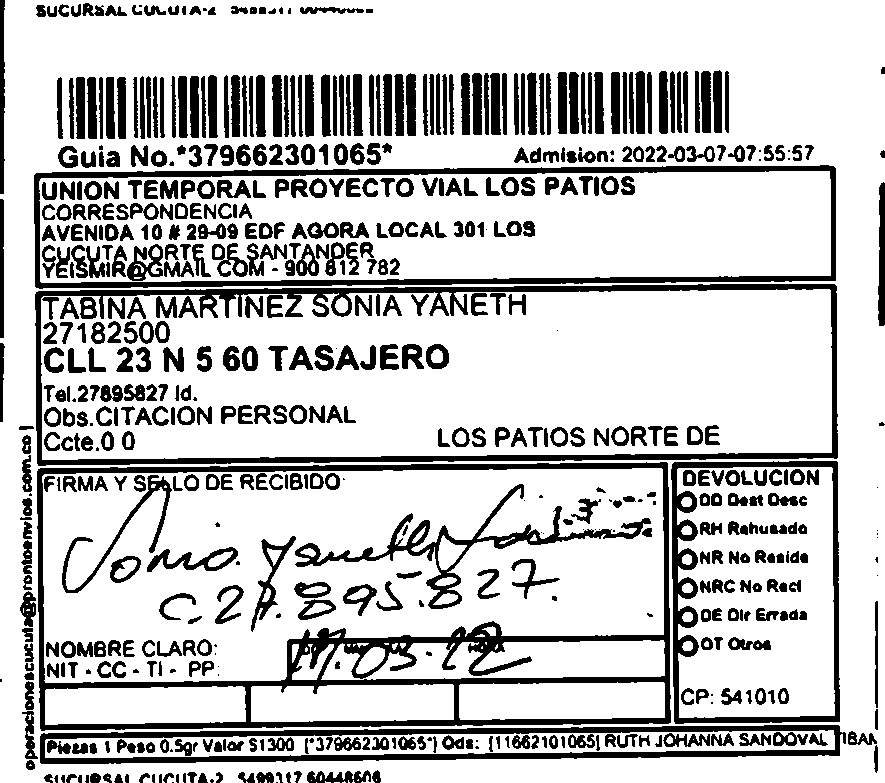 SUCURSAL CUCUTA-2
Guia No.*379662301065*
Admision: 2022-03-07-07:55:57
UNION TEMPORAL PROYECTO VIAL LOS PATIOS
CORRESPONDENCIA
AVENIDA 10 # 29-09 EDF AGORA LOCAL 301 LOS
CUCUTA NORTE DE SANTANDER
YEISMIR@GMAIL COM - 900 812 782
TABINA MARTINEZ SONIA YANETH
27182500
CLL 23 N 5 60 TASAJERO
Tel.27895827 Id.
Obs.CITACION PERSONAL
Ccte.0 0
LOS PATIOS NORTE DE
operacionescucuta@prontoenvios.com.co |
FIRMA Y SELLO DE RECIBIDO
Sonia Yaneth
C.27.895.827.
NOMBRE CLARO:
NIT - CC - TI - PP
HORA
DEVOLUCION
DD Dest Desc
RH Rehusado
NR No Reside
NRC No Recl
DE Dir Errada
OT Otros
CP: 541010
Piezas 1 Peso 0.5gr Valor $1300 [*379662301065*] Ods: [11662101065] RUTH JOHANNA SANDOVAL TIBAM
SUCURSAL CUCUTA-2 5499317 60448606